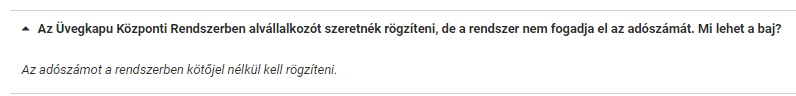 Az Üvegkapu Központi Rendszerben alvállalkozót szeretnék rögzíteni, de a rendszer nem fogadja el az adószámát. Mi lehet a baj?
Az adószámot a rendszerben kötőjel nélkül kell rögzíteni.